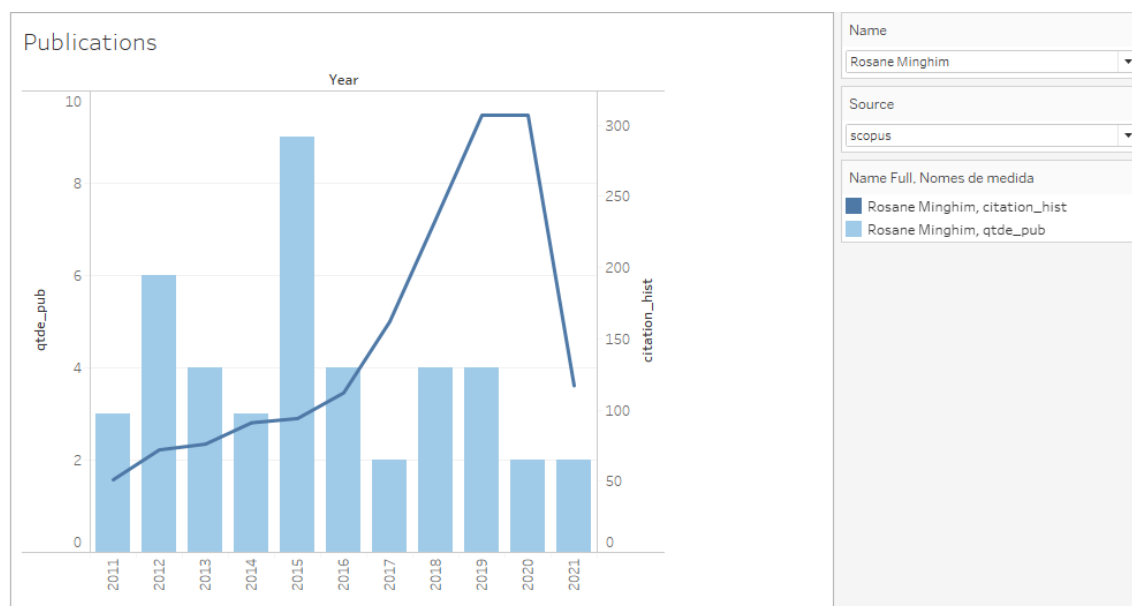 Publications
Year
10
8
6
4
2
0
qtde_pub
300
250
200
150
100
50
0
citation_hist
2011
2012
2013
2014
2015
2016
2017
2018
2019
2020
2021
Name
Rosane Minghim
Source
scopus
Name Full, Nomes de medida
Rosane Minghim, citation_hist
Rosane Minghim, qtde_pub